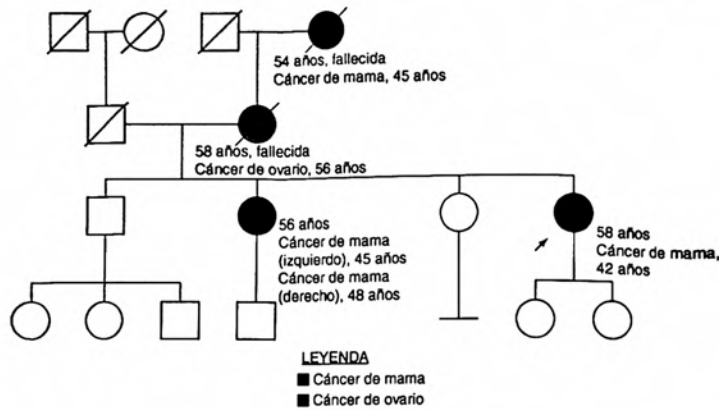 54 años, fallecida
Cáncer de mama, 45 años
58 años, fallecida
Cáncer de ovario, 56 años
56 años
Cáncer de mama
(izquierdo), 45 años
Cáncer de mama
(derecho), 48 años
58 años
Cáncer de mama,
42 años
LEYENDA
Cáncer de mama
Cáncer de ovario